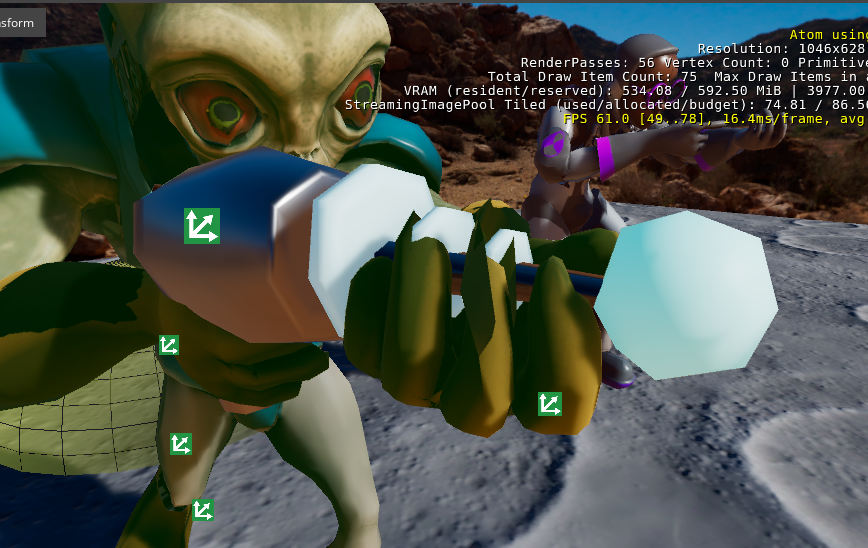 sform
Atom using
Resolution: 1046x628
RenderPasses: 56 Vertex Count: 0 Primitive
Total Draw Item Count: 75 Max Draw Items in
VRAM (resident/reserved): 534.08 / 592.50 MiB | 3977.00
StreamingImagePool Tiled (used/allocated/budget): 74.81 / 86.5
FPS 61.0 [49..78], 16.4ms/frame, avg